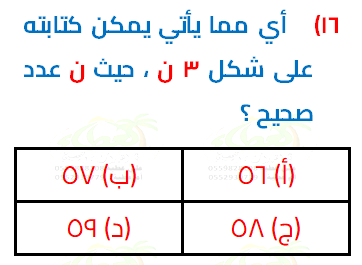 ١٦) أي مما يأتي يمكن كتابته
على شكل ٣ ن ، حيث ن عدد
صحيح ؟
(أ) ٥٦ (ب) ٥٧
(ج) ٥٨ (د) ٥٩